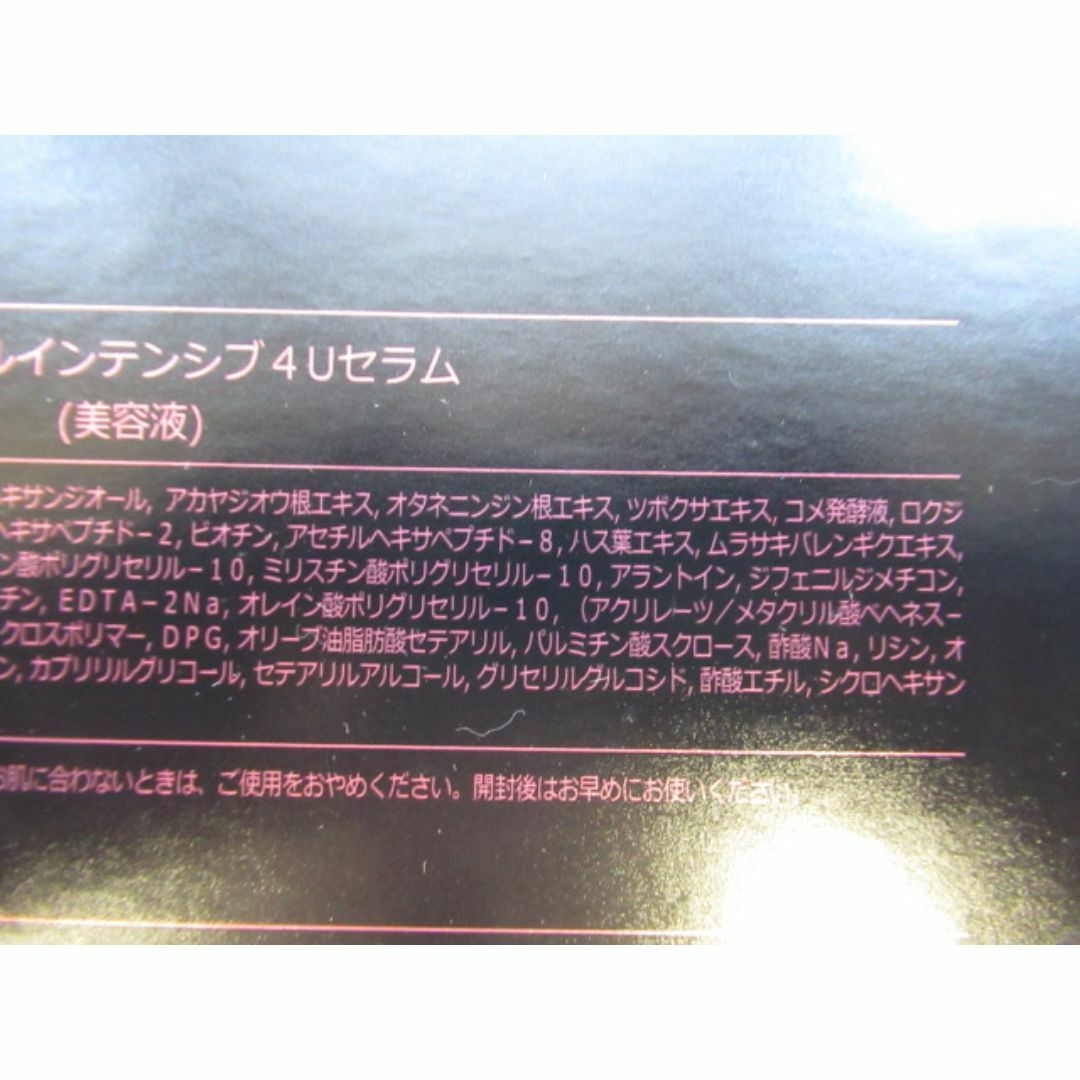 ルインテンシブ4Uセラム
(美容液)
キサンジオール, アカヤジオウ根エキス, オタネニンジン根エキス, ツボクサエキス, コメ発酵液, ロクジ
ヘキサペプチド－2, ビオチン, アセチルヘキサペプチド－8, ハス葉エキス, ムラサキバレンギクエキス,
ン酸ポリグリセリル－10, ミリスチン酸ポリグリセリル－10, アラントイン, ジフェニルジメチコン,
チン, EDTA－2Na, オレイン酸ポリグリセリル－10, (アクリレーツ／メタクリル酸ベヘネス－
クロスポリマー, DPG, オリーブ油脂肪酸セテアリル, パルミチン酸スクロース, 酢酸Na, リシン, オ
ン, カプリリルグリコール, セテアリルアルコール, グリセリルグルコシド, 酢酸エチル, シクロヘキサン
お肌に合わないときは、ご使用をおやめください。開封後はお早めにお使いください。